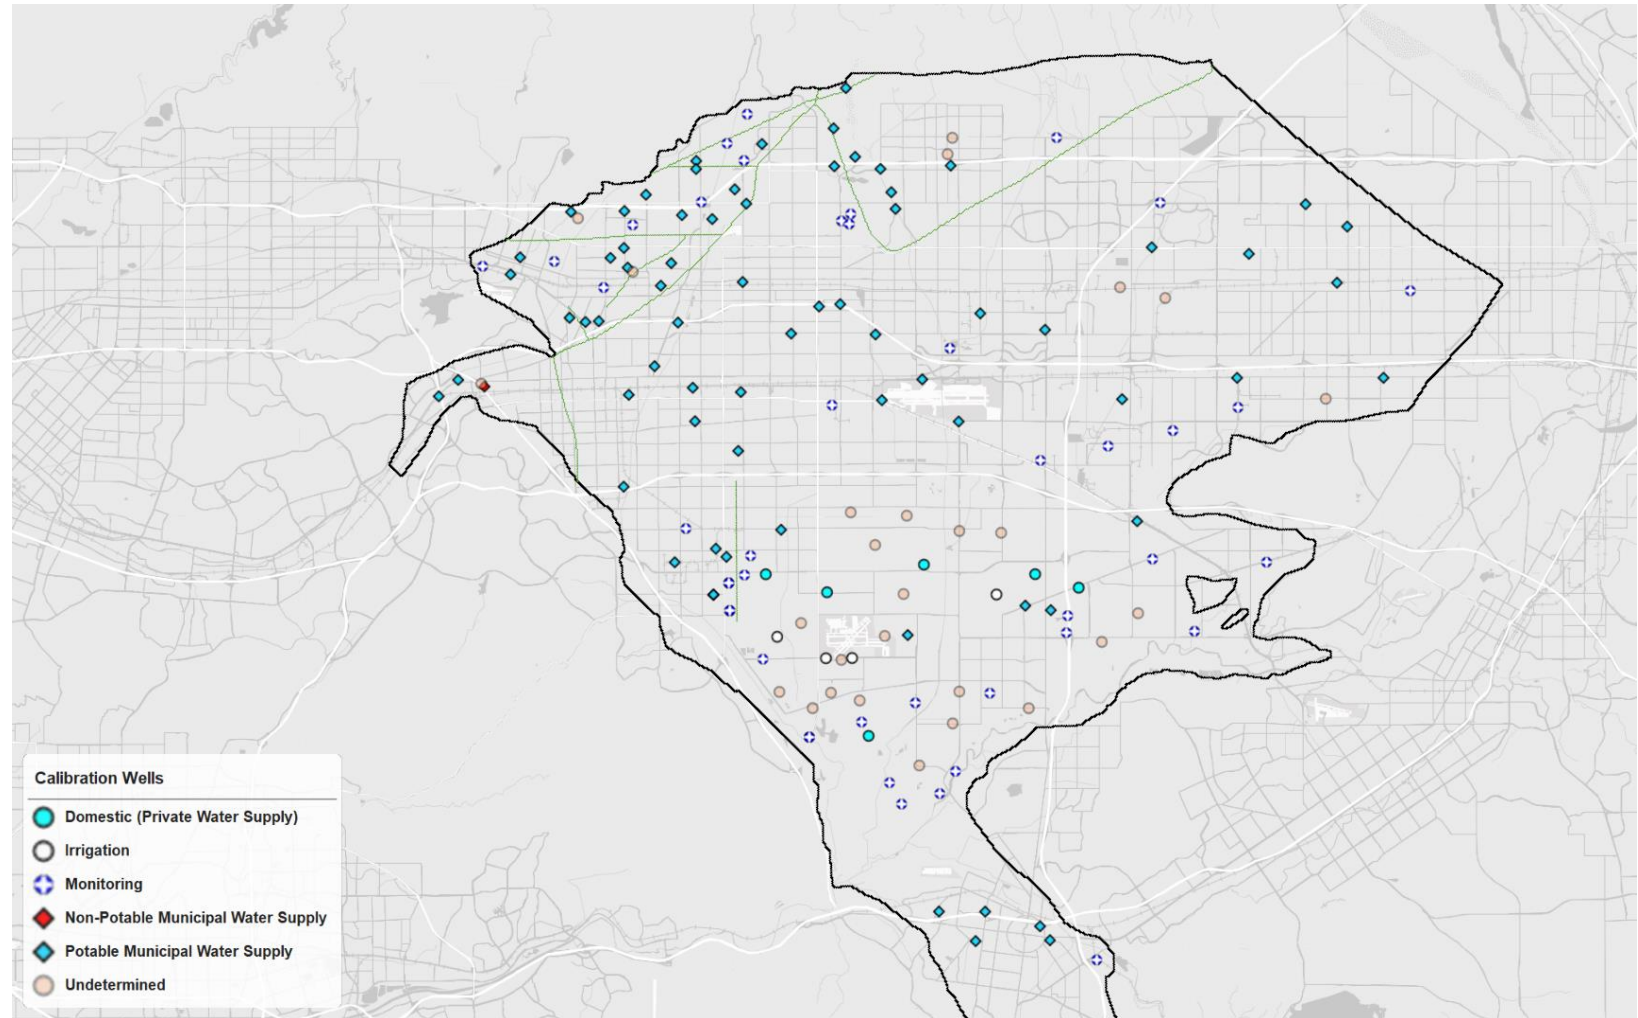 Calibration Wells
Domestic (Private Water Supply)
Irrigation
Monitoring
Non-Potable Municipal Water Supply
Potable Municipal Water Supply
Undetermined